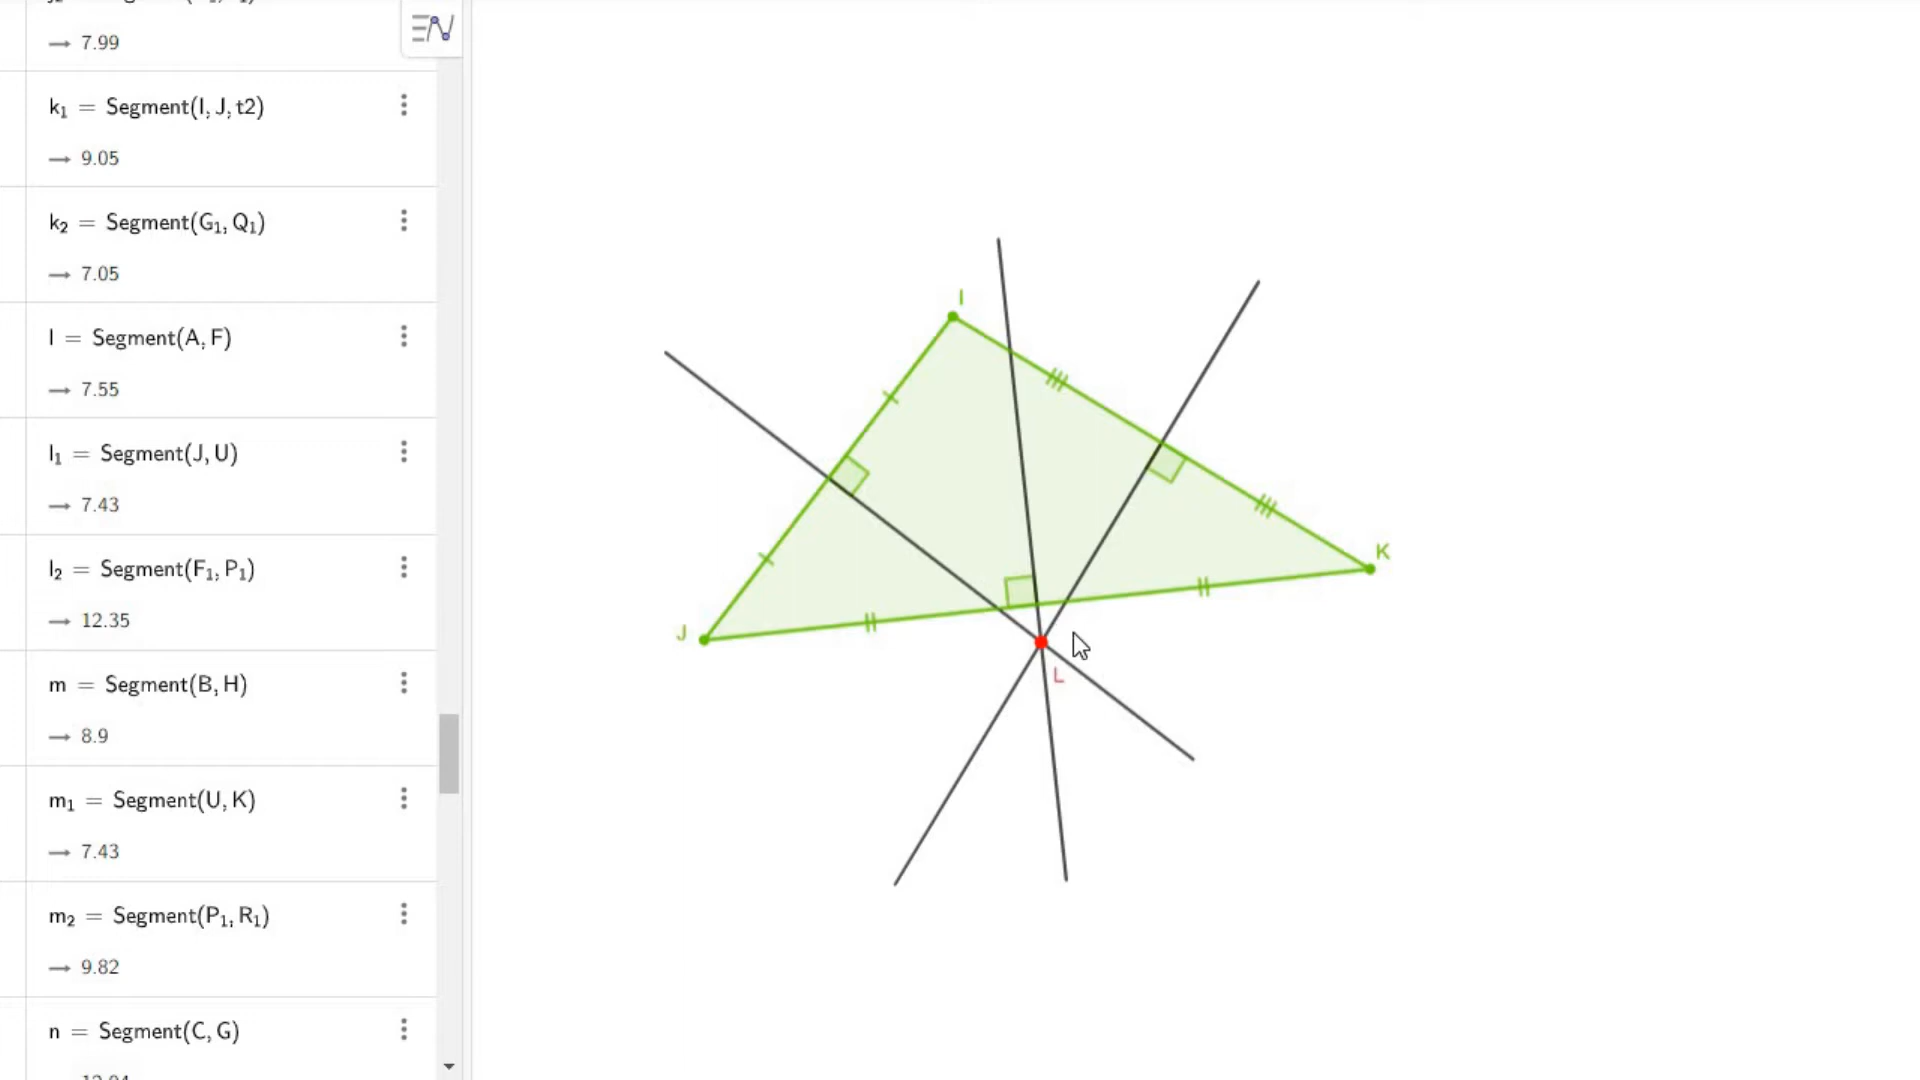 → 7.99
k₁ = Segment(I, J, t2)
→ 9.05
k₂ = Segment(G₁, Q₁)
→ 7.05
l = Segment(A, F)
→ 7.55
l₁ = Segment(J, U)
→ 7.43
l₂ = Segment(F₁, P₁)
→ 12.35
m = Segment(B, H)
→ 8.9
m₁ = Segment(U, K)
→ 7.43
m₂ = Segment(P₁, R₁)
→ 9.82
n = Segment(C, G)
I
K
J
L